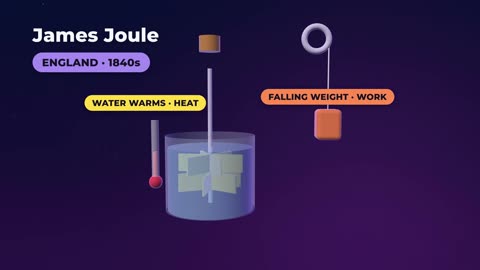 James Joule
ENGLAND · 1840s
WATER WARMS · HEAT
FALLING WEIGHT · WORK